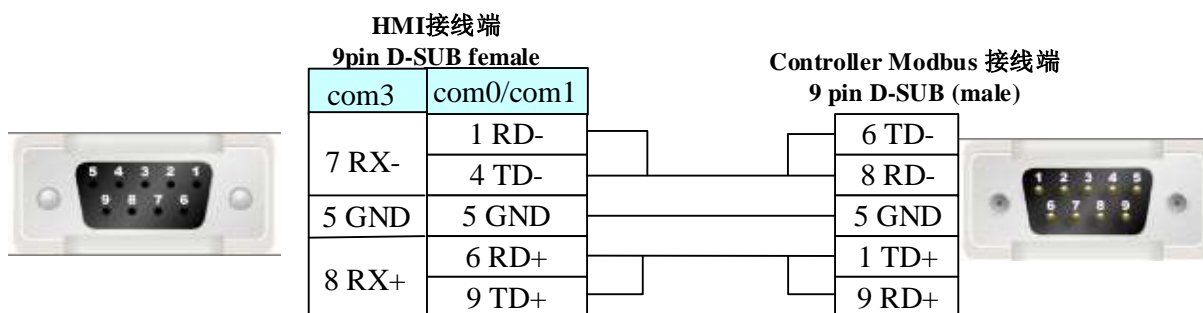 HMI接线端
9pin D-SUB female
Controller Modbus 接线端
9 pin D-SUB (male)
com3 com0/com1
7 RX-
1 RD-
4 TD-
5 GND 5 GND
8 RX+
6 RD+
9 TD+
6 TD-
8 RD-
5 GND
1 TD+
9 RD+
5 4 3 2 1
9 8 7 6
1 2 3 4 5
6 7 8 9